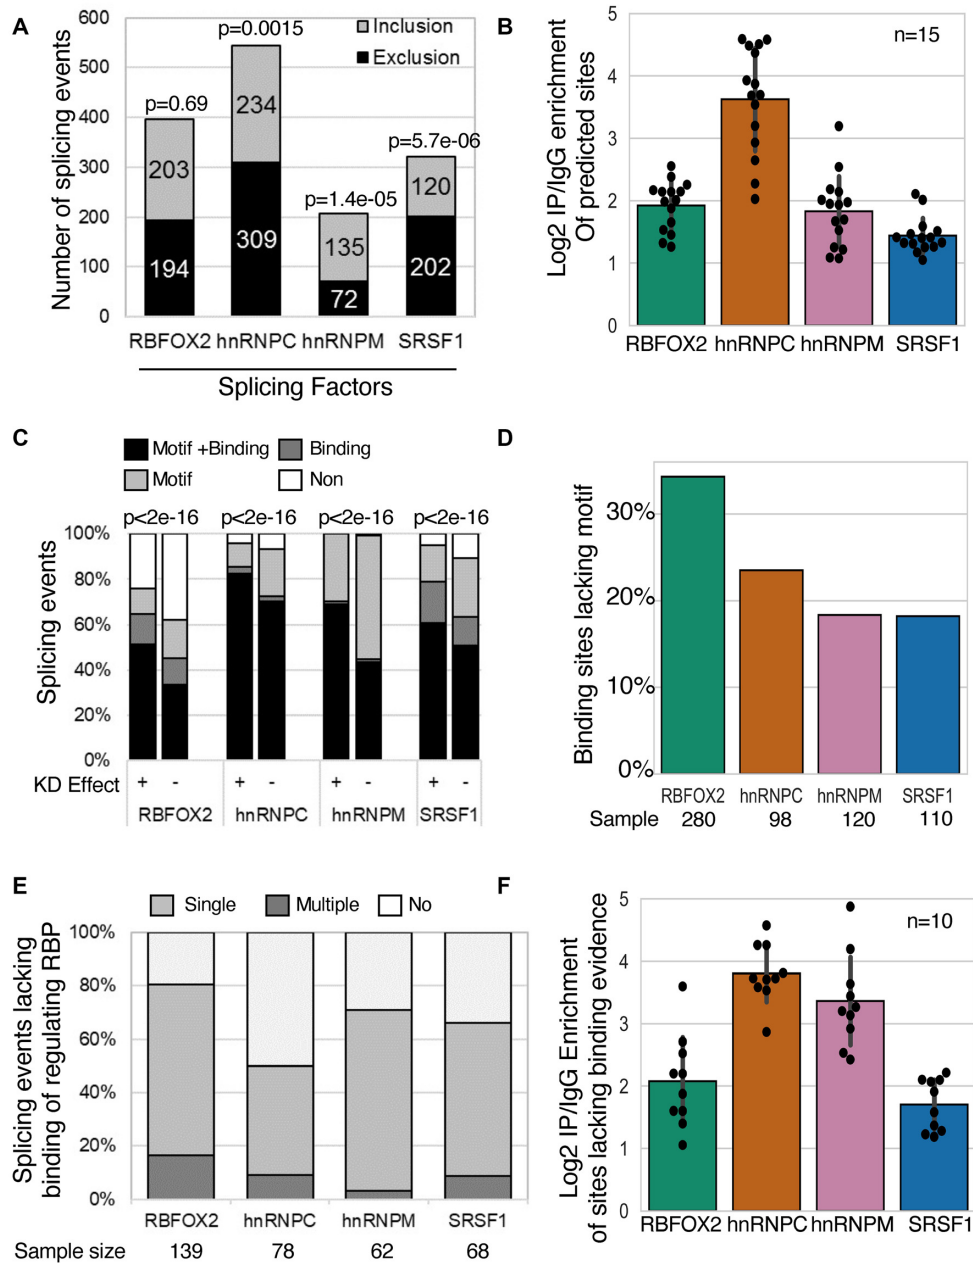 A
Number of splicing events
600
500
400
300
200
100
0
Inclusion
Exclusion
p=0.69
p=0.0015
p=1.4e-05
p=5.7e-06
203
194
234
309
135
72
120
202
RBFOX2 hnRNPC hnRNPM SRSF1
Splicing Factors
B
Log2 IP/IgG enrichment
Of predicted sites
5
4
3
2
1
0
n=15
RBFOX2 hnRNPC hnRNPM SRSF1
C
Motif +Binding
Binding
Motif
Non
p<2e-16 p<2e-16 p<2e-16 p<2e-16
Splicing events
100%
80%
60%
40%
20%
0%
KD Effect + - + - + - + -
RBFOX2 hnRNPC hnRNPM SRSF1
D
Binding sites lacking motif
30%
20%
10%
0%
RBFOX2 hnRNPC hnRNPM SRSF1
Sample 280 98 120 110
E
Single Multiple No
Splicing events lacking
binding of regulating RBP
100%
80%
60%
40%
20%
0%
RBFOX2 hnRNPC hnRNPM SRSF1
Sample size 139 78 62 68
F
Log2 IP/IgG Enrichment
of sites lacking binding evidence
5
4
3
2
1
0
n=10
RBFOX2 hnRNPC hnRNPM SRSF1